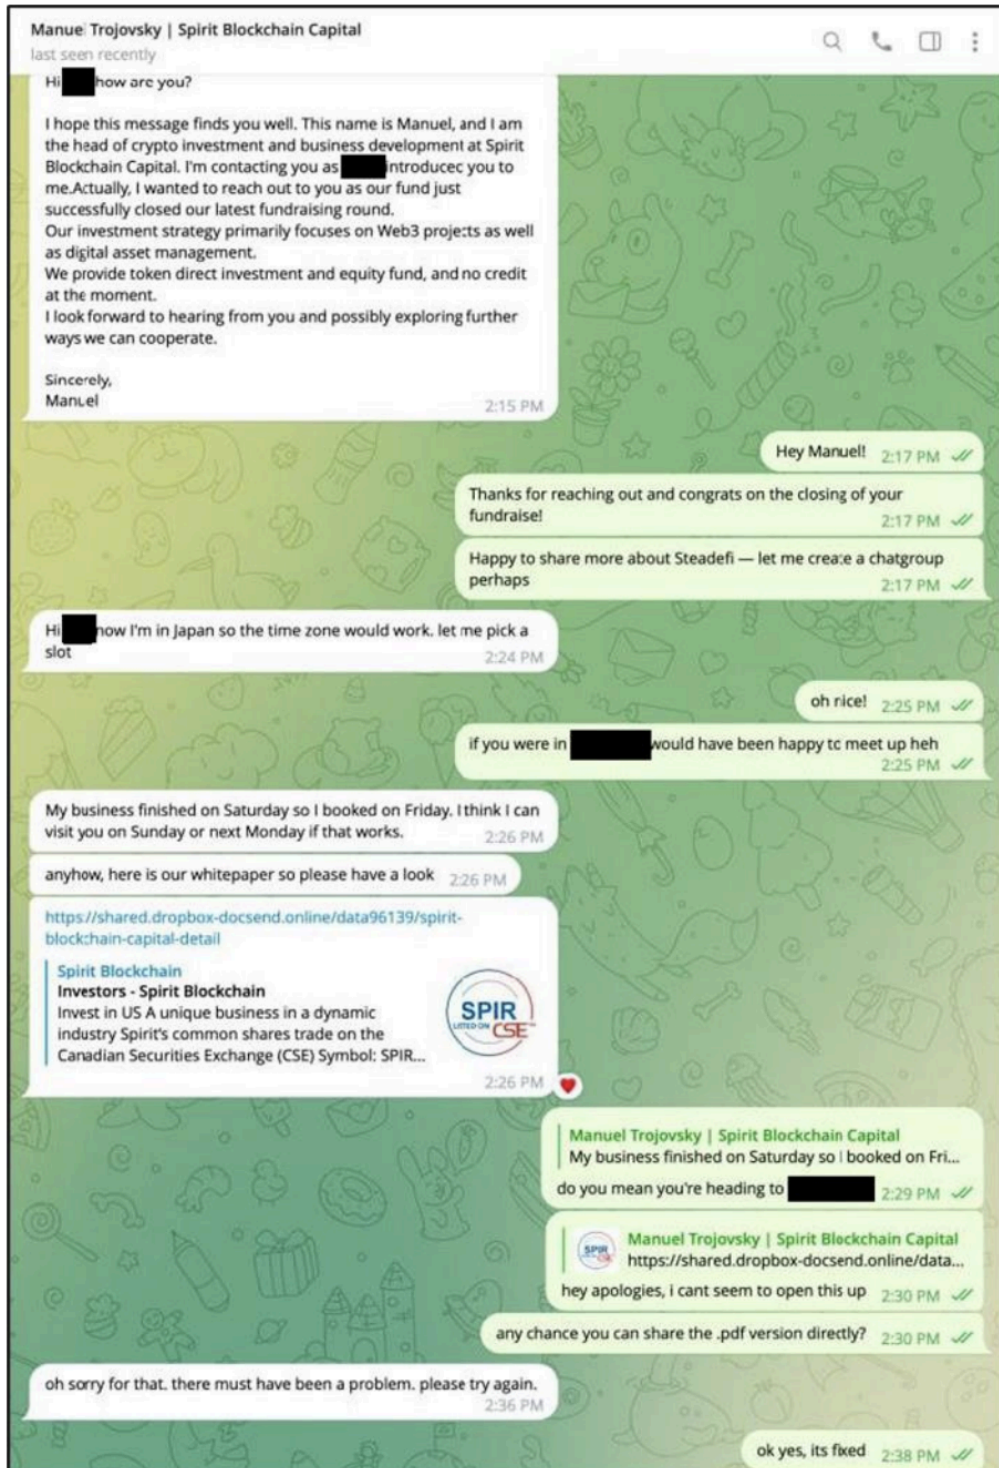 Manue Trojovsky | Spirit Blockchain Capital
last seen recently
Hi how are you?
I hope this message finds you well. This name is Manuel, and I am
the head of crypto investment and business development at Spirit
Blockchain Capital. I'm contacting you as introducec you to
me.Actually, I wanted to reach out to you as our fund just
successfully closed our latest fundraising round.
Our investment strategy primarily focuses on Web3 projects as well
as digital asset management.
We provide token direct investment and equity fund, and no credit
at the moment.
I look forward to hearing from you and possibly exploring further
ways we can cooperate.
Sincerely,
Manuel
2:15 PM
Hey Manuel! 2:17 PM
Thanks for reaching out and congrats on the closing of your
fundraise!
2:17 PM
Happy to share more about Steadefi — let me create a chatgroup
perhaps
2:17 PM
Hi now I'm in Japan so the time zone would work. let me pick a
slot
2:24 PM
oh nice! 2:25 PM
if you were in would have been happy to meet up heh
2:25 PM
My business finished on Saturday so I booked on Friday. I think I can
visit you on Sunday or next Monday if that works.
2:26 PM
anyhow, here is our whitepaper so please have a look 2:26 PM
https://shared.dropbox-docsend.online/data96139/spirit-
blockchain-capital-detail
Spirit Blockchain
Investors - Spirit Blockchain
Invest in US A unique business in a dynamic
industry Spirit's common shares trade on the
Canadian Securities Exchange (CSE) Symbol: SPIR...
SPIR
LISTED ON CSE
2:26 PM
Manuel Trojovsky | Spirit Blockchain Capital
My business finished on Saturday so I booked on Fri...
do you mean you're heading to 2:29 PM
SPIR
Manuel Trojovsky | Spirit Blockchain Capital
https://shared.dropbox-docsend.online/data...
hey apologies, i cant seem to open this up 2:30 PM
any chance you can share the .pdf version directly? 2:30 PM
oh sorry for that. there must have been a problem. please try again.
2:36 PM
ok yes, its fixed 2:38 PM